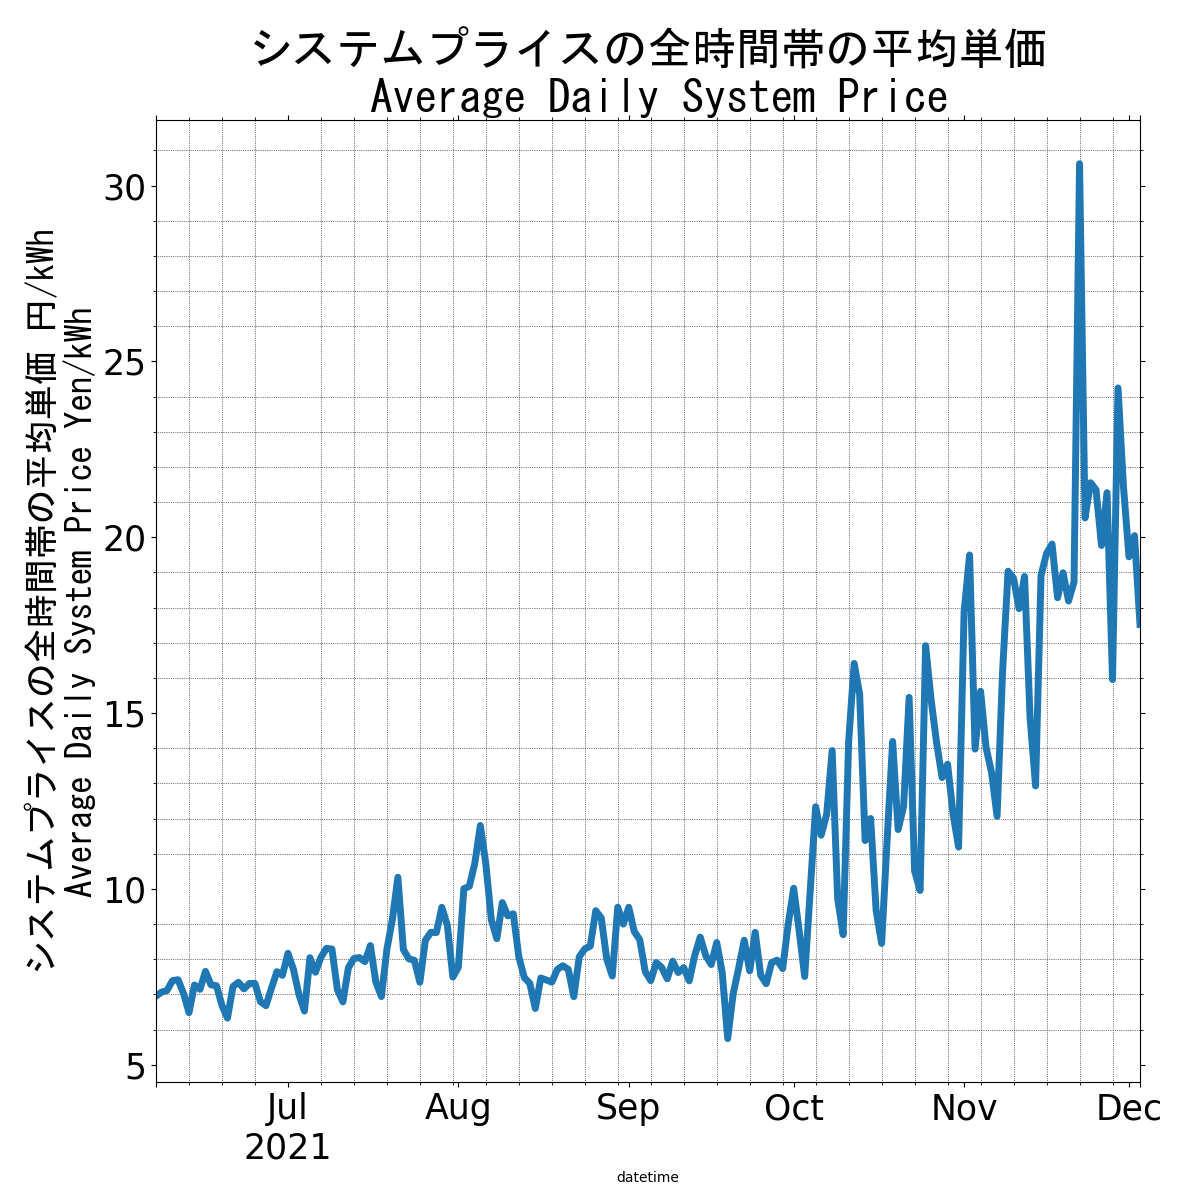 システムプライスの全時間帯の平均単価
Average Daily System Price
システムプライスの全時間帯の平均単価 円/kWh
Average Daily System Price Yen/kWh
30
25
20
15
10
5
Jul
2021
Aug
Sep
Oct
Nov
Dec
datetime